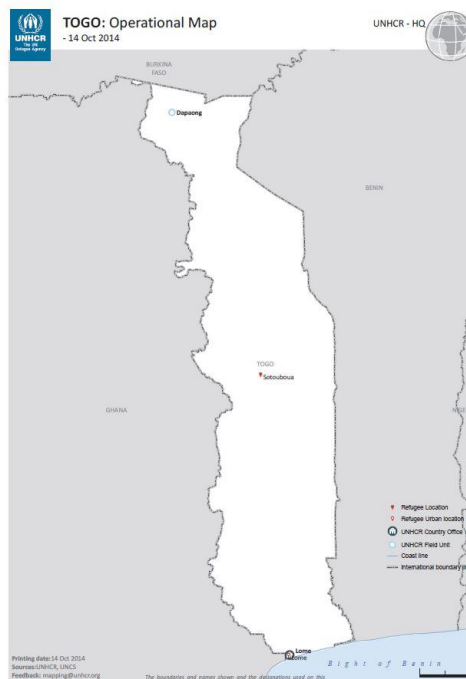 UNHCR
The UN
Refugee Agency
TOGO: Operational Map
- 14 Oct 2014
UNHCR - HQ
BURKINA
FASO
Dapaong
BENIN
TOGO
Sotouboua
GHANA
Refugee Location
Refugee Urban location
UNHCR Country Office
UNHCR Field Unit
Coast line
International boundary
Lome
Lome
Bight of Benin
Printing date:14 Oct 2014
Sources:UNHCR, UNCS
Feedback: mapping@unhcr.org
The boundaries and names shown and the designations used on this